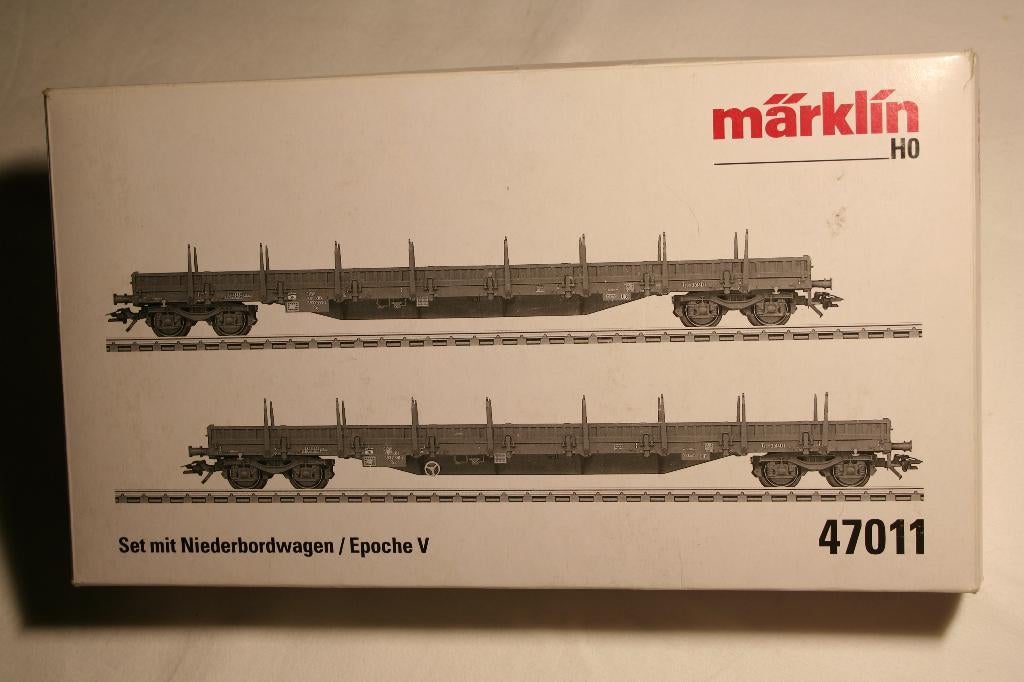 märklin
H0
Set mit Niederbordwagen / Epoche V
47011